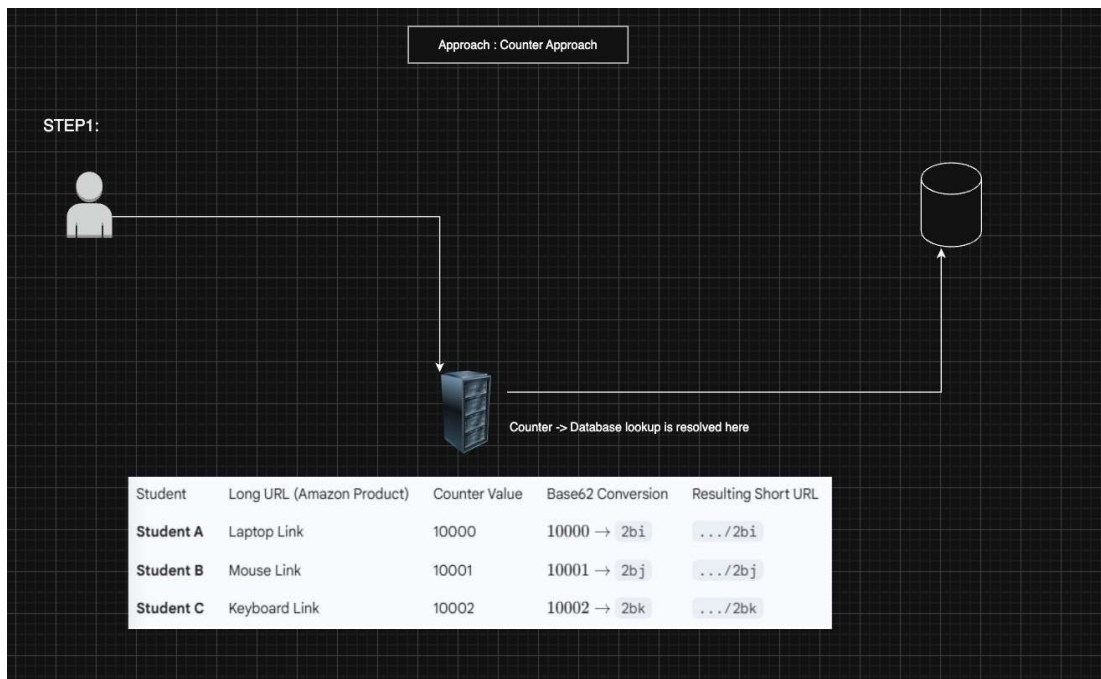 Approach : Counter Approach
STEP1:
Counter -> Database lookup is resolved here
Student Long URL (Amazon Product) Counter Value Base62 Conversion Resulting Short URL
Student A Laptop Link 10000 10000 → 2bi .../2bi
Student B Mouse Link 10001 10001 → 2bj .../2bj
Student C Keyboard Link 10002 10002 → 2bk .../2bk